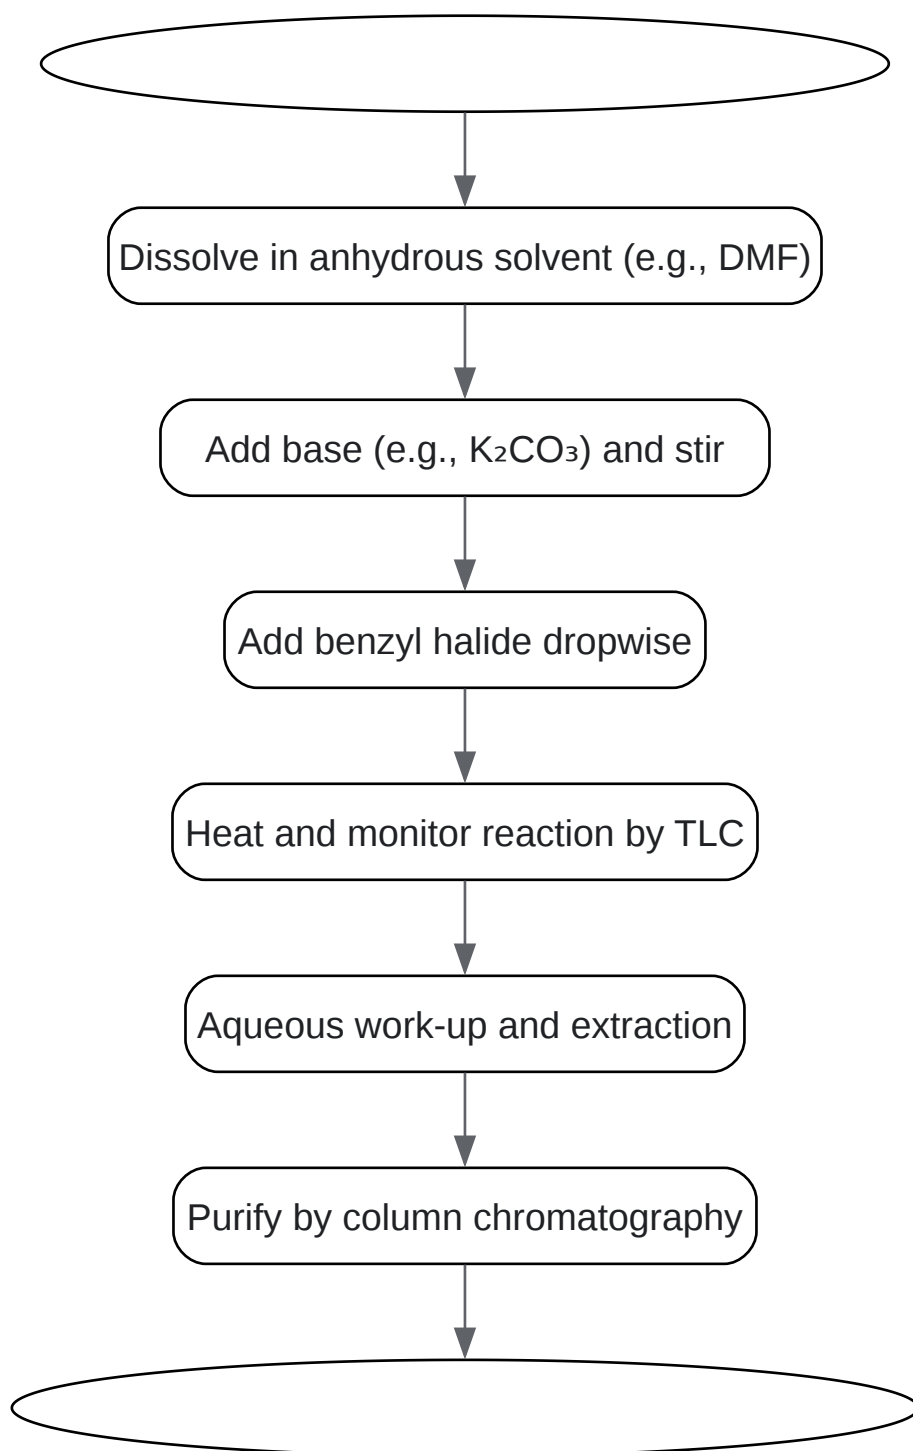 Dissolve in anhydrous solvent (e.g., DMF)
Add base (e.g., K₂CO₃) and stir
Add benzyl halide dropwise
Heat and monitor reaction by TLC
Aqueous work-up and extraction
Purify by column chromatography